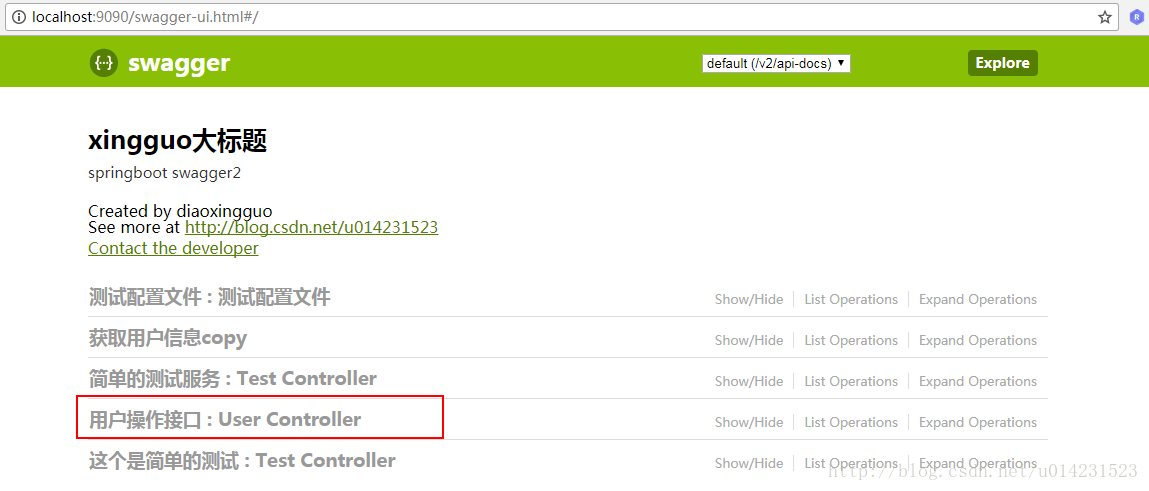 localhost:9090/swagger-ui.html#/
swagger default (/v2/api-docs) Explore
xingguo大标题
springboot swagger2
Created by diaoxingguo
See more at http://blog.csdn.net/u014231523
Contact the developer
测试配置文件 : 测试配置文件 Show/Hide List Operations Expand Operations
获取用户信息copy Show/Hide List Operations Expand Operations
简单的测试服务 : Test Controller Show/Hide List Operations Expand Operations
用户操作接口 : User Controller Show/Hide List Operations Expand Operations
这个是简单的测试 : Test Controller Show/Hide List Operations Expand Operations
http://blog.csdn.net/u014231523